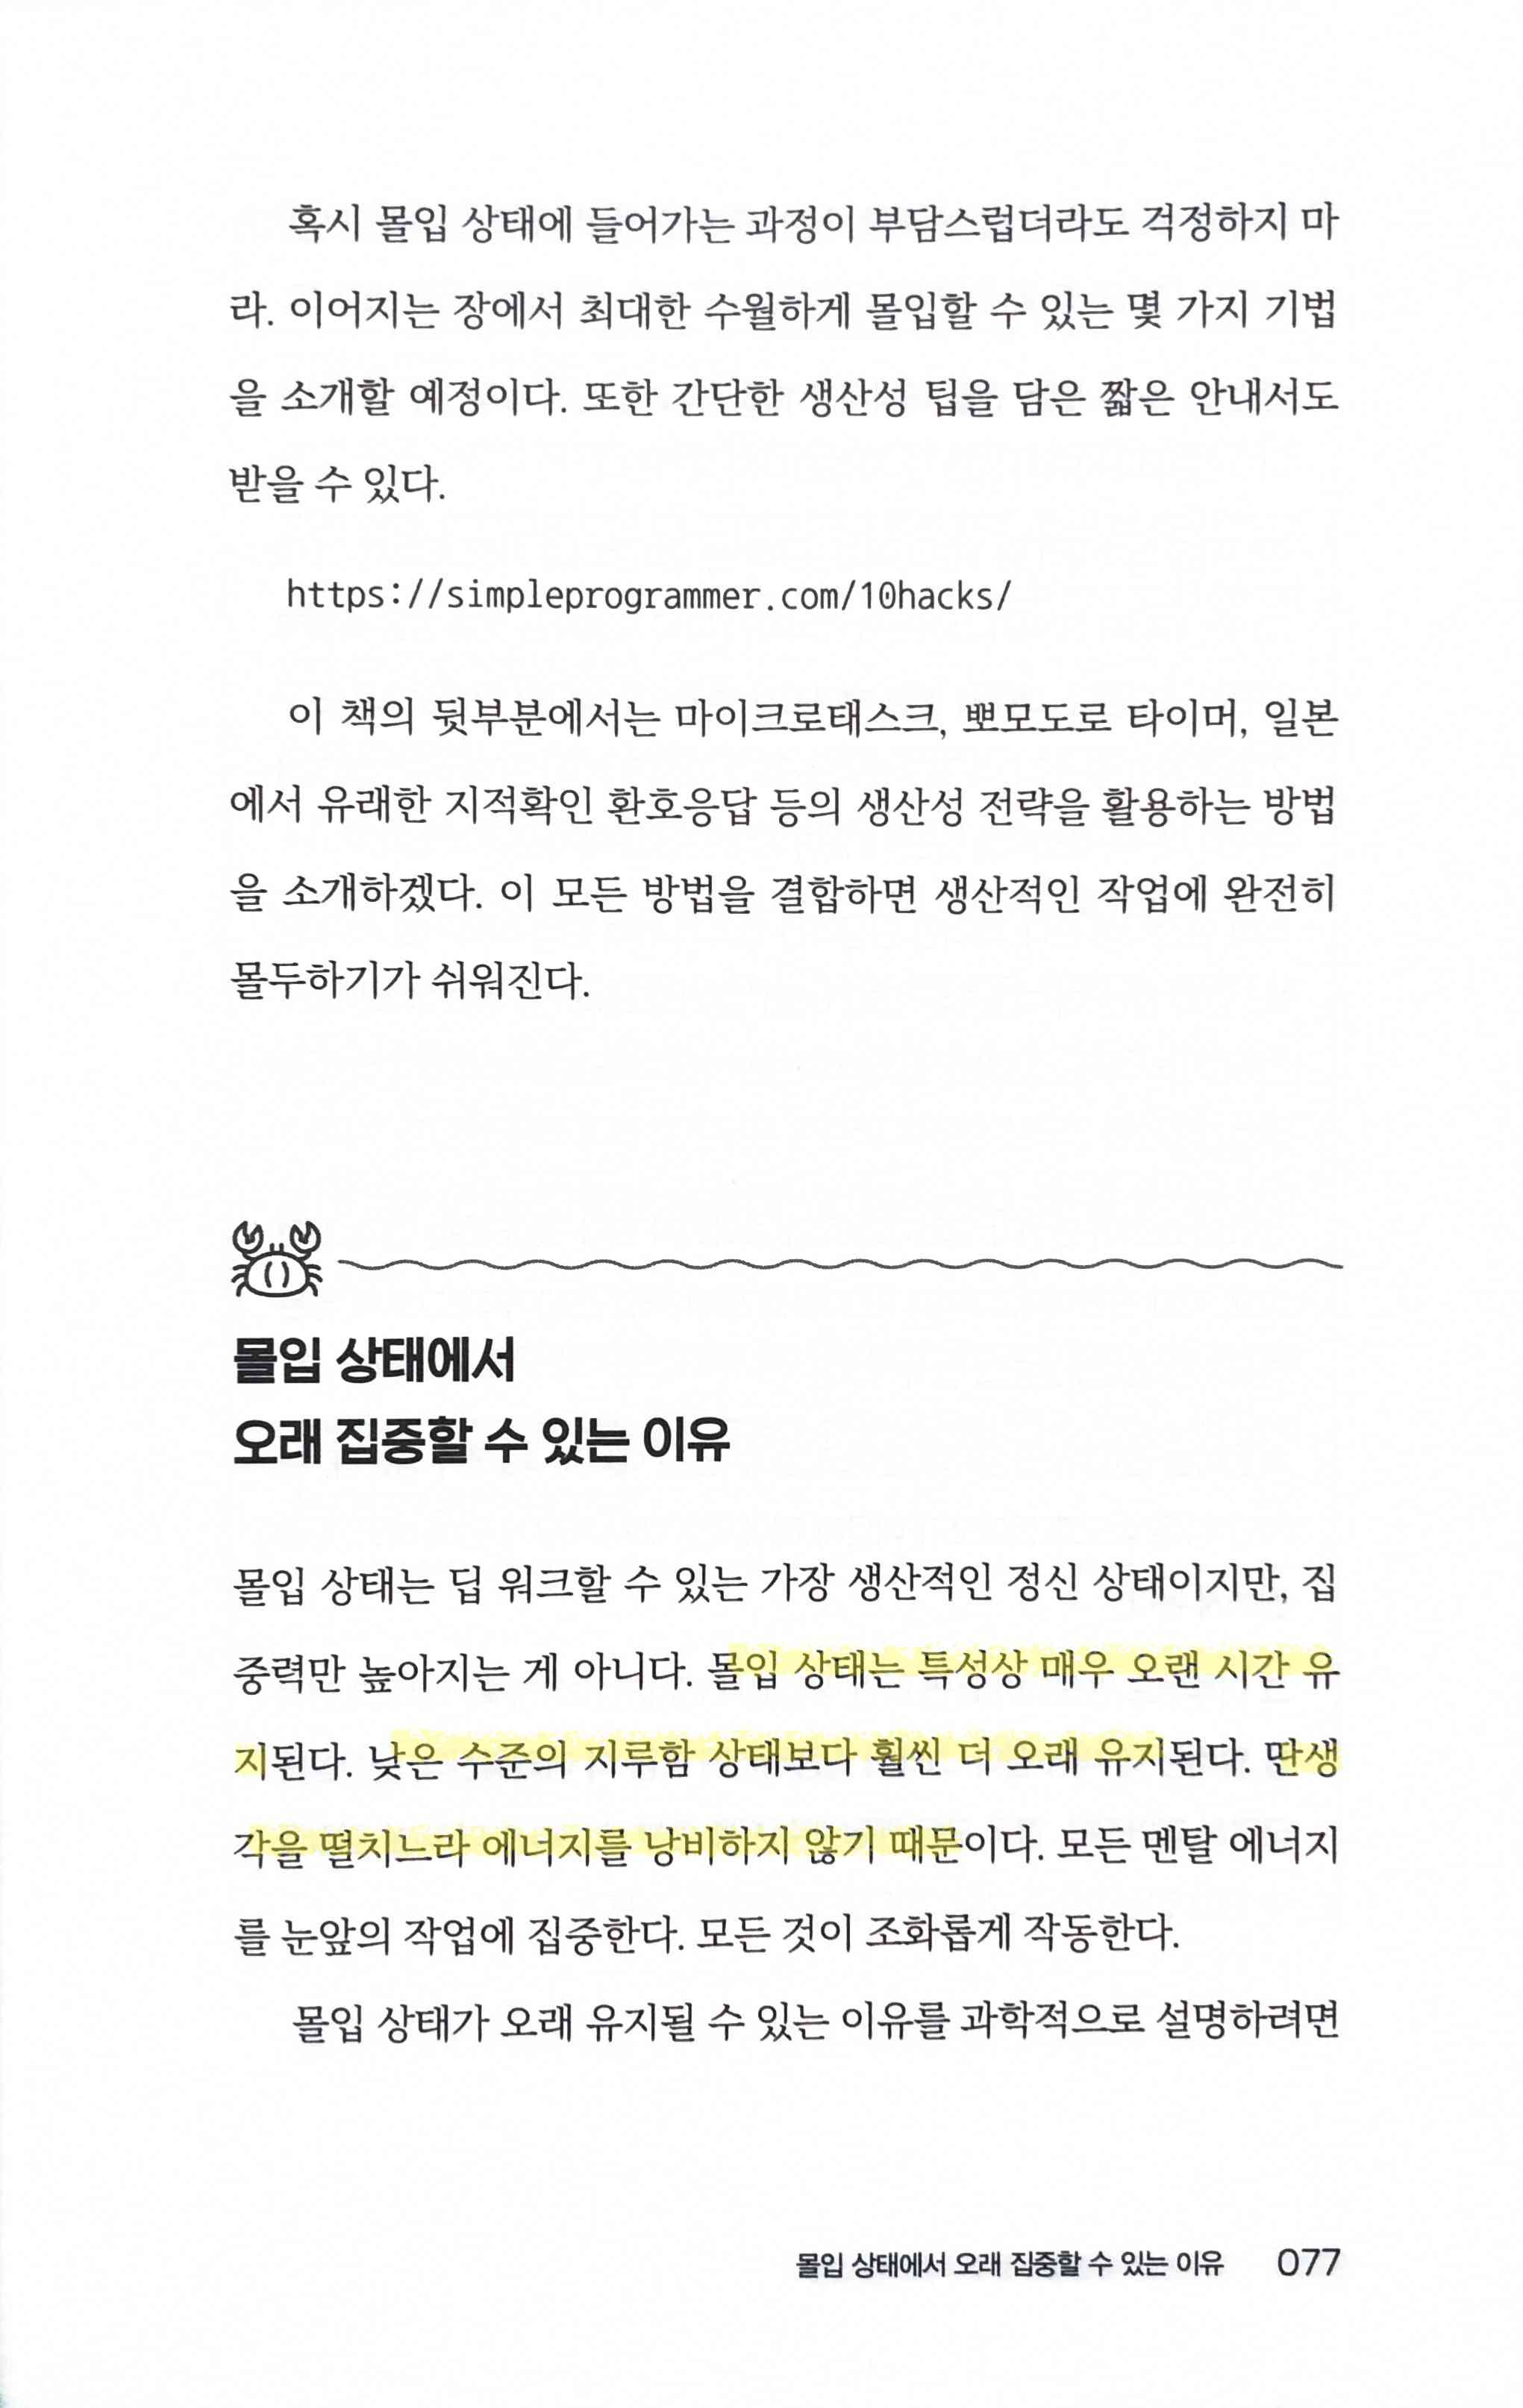 혹시 몰입 상태에 들어가는 과정이 부담스럽더라도 걱정하지 마
라. 이어지는 장에서 최대한 수월하게 몰입할 수 있는 몇 가지 기법
을 소개할 예정이다. 또한 간단한 생산성 팁을 담은 짧은 안내서도
받을 수 있다.
https://simpleprogrammer.com/10hacks/
이 책의 뒷부분에서는 마이크로태스크, 뽀모도로 타이머, 일본
에서 유래한 지적확인 환호응답 등의 생산성 전략을 활용하는 방법
을 소개하겠다. 이 모든 방법을 결합하면 생산적인 작업에 완전히
몰두하기가 쉬워진다.
몰입 상태에서
오래 집중할 수 있는 이유
몰입 상태는 딥 워크할 수 있는 가장 생산적인 정신 상태이지만, 집
중력만 높아지는 게 아니다. 몰입 상태는 특성상 매우 오랜 시간 유
지된다. 낮은 수준의 지루함 상태보다 훨씬 더 오래 유지된다. 딴생
각을 떨치느라 에너지를 낭비하지 않기 때문이다. 모든 멘탈 에너지
를 눈앞의 작업에 집중한다. 모든 것이 조화롭게 작동한다.
몰입 상태가 오래 유지될 수 있는 이유를 과학적으로 설명하려면
몰입 상태에서 오래 집중할 수 있는 이유 077